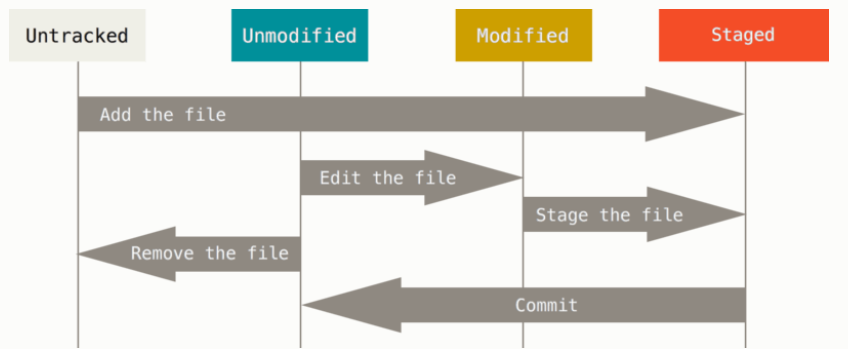 Untracked
Unmodified
Modified
Staged
Add the file
Edit the file
Stage the file
Remove the file
Commit